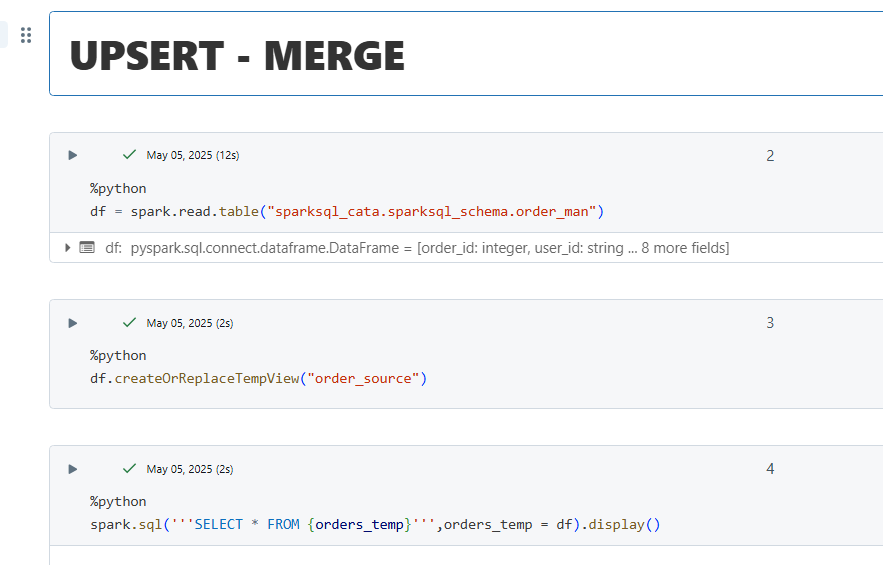 UPSERT - MERGE
May 05, 2025 (12s)
2
%python
df = spark.read.table("sparksql_cata.sparksql_schema.order_man")
df: pyspark.sql.connect.dataframe.DataFrame = [order_id: integer, user_id: string ... 8 more fields]
May 05, 2025 (2s)
3
%python
df.createOrReplaceTempView("order_source")
May 05, 2025 (2s)
4
%python
spark.sql('''SELECT * FROM {orders_temp}''',orders_temp = df).display()